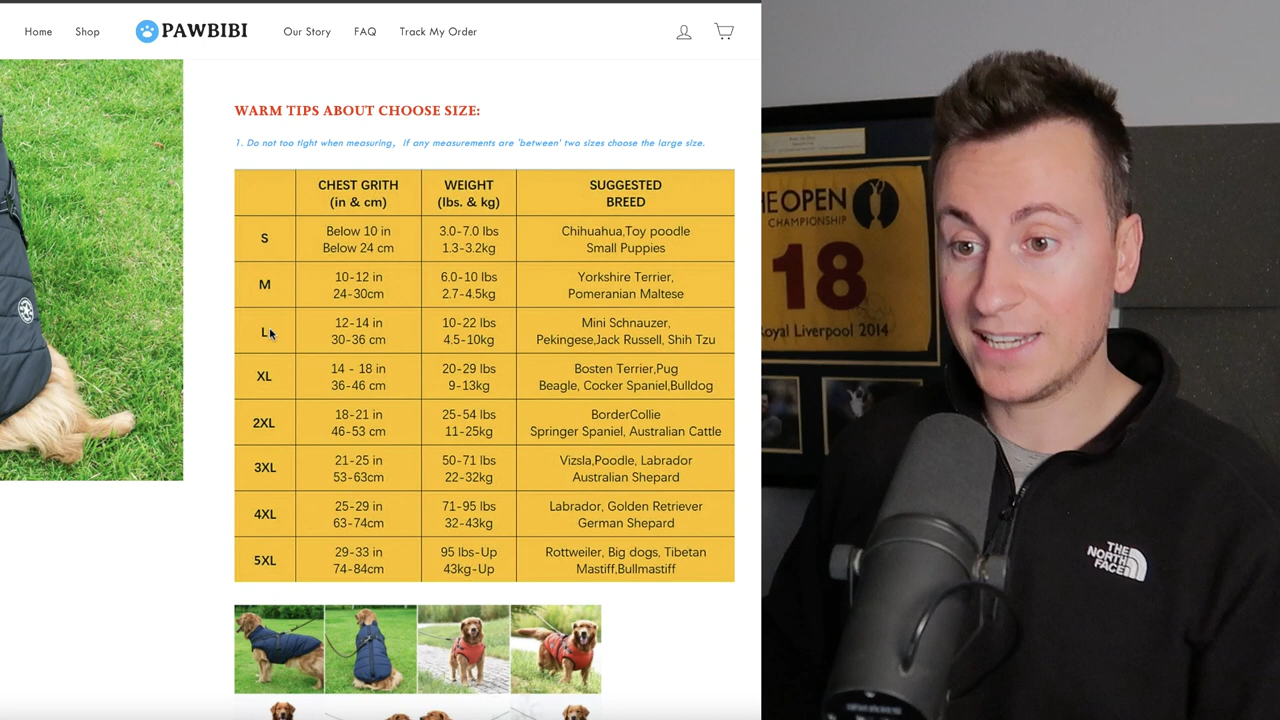 Home Shop PAWBIBI Our Story FAQ Track My Order
WARM TIPS ABOUT CHOOSE SIZE:
1. Do not too tight when measuring, If any measurements are 'between' two sizes choose the large size.
CHEST GRITH WEIGHT SUGGESTED
(in & cm) (lbs. & kg) BREED
S Below 10 in 3.0-7.0 lbs Chihuahua,Toy poodle
Below 24 cm 1.3-3.2kg Small Puppies
M 10-12 in 6.0-10 lbs Yorkshire Terrier,
24-30cm 2.7-4.5kg Pomeranian Maltese
L 12-14 in 10-22 lbs Mini Schnauzer,
30-36 cm 4.5-10kg Pekingese,Jack Russell, Shih Tzu
XL 14 - 18 in 20-29 lbs Bosten Terrier,Pug
36-46 cm 9-13kg Beagle, Cocker Spaniel,Bulldog
2XL 18-21 in 25-54 lbs BorderCollie
46-53 cm 11-25kg Springer Spaniel, Australian Cattle
3XL 21-25 in 50-71 lbs Vizsla,Poodle, Labrador
53-63cm 22-32kg Australian Shepard
4XL 25-29 in 71-95 lbs Labrador, Golden Retriever
63-74cm 32-43kg German Shepard
5XL 29-33 in 95 lbs-Up Rottweiler, Big dogs, Tibetan
74-84cm 43kg-Up Mastiff,Bullmastiff
HE OPEN
CHAMPIONSHIP
18
oyal Liverpool 2014
THE
NORTH
FACE